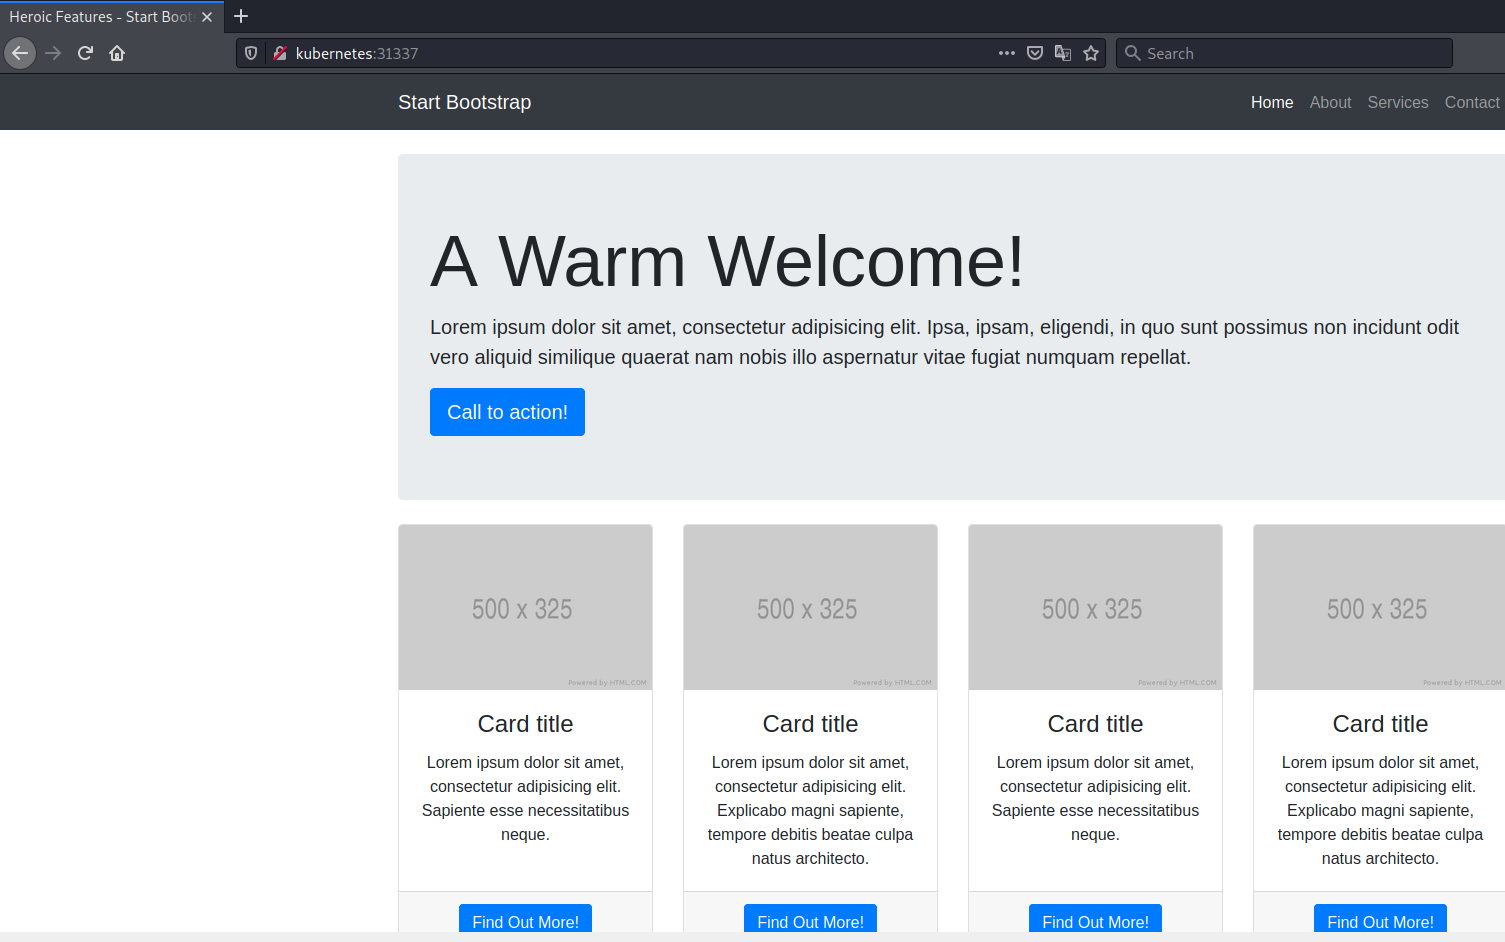 Heroic Features - Start Boots
kubernetes:31337
Search
Start Bootstrap
Home About Services Contact
A Warm Welcome!
Lorem ipsum dolor sit amet, consectetur adipisicing elit. Ipsa, ipsam, eligendi, in quo sunt possimus non incidunt odit
vero aliquid similique quaerat nam nobis illo aspernatur vitae fugiat numquam repellat.
Call to action!
500 x 325
Powered by HTML.COM
Card title
Lorem ipsum dolor sit amet,
consectetur adipisicing elit.
Sapiente esse necessitatibus
neque.
Find Out More!
500 x 325
Powered by HTML.COM
Card title
Lorem ipsum dolor sit amet,
consectetur adipisicing elit.
Explicabo magni sapiente,
tempore debitis beatae culpa
natus architecto.
Find Out More!
500 x 325
Powered by HTML.COM
Card title
Lorem ipsum dolor sit amet,
consectetur adipisicing elit.
Sapiente esse necessitatibus
neque.
Find Out More!
500 x 325
Powered by HTML.COM
Card title
Lorem ipsum dolor sit amet,
consectetur adipisicing elit.
Explicabo magni sapiente,
tempore debitis beatae culpa
natus architecto.
Find Out More!